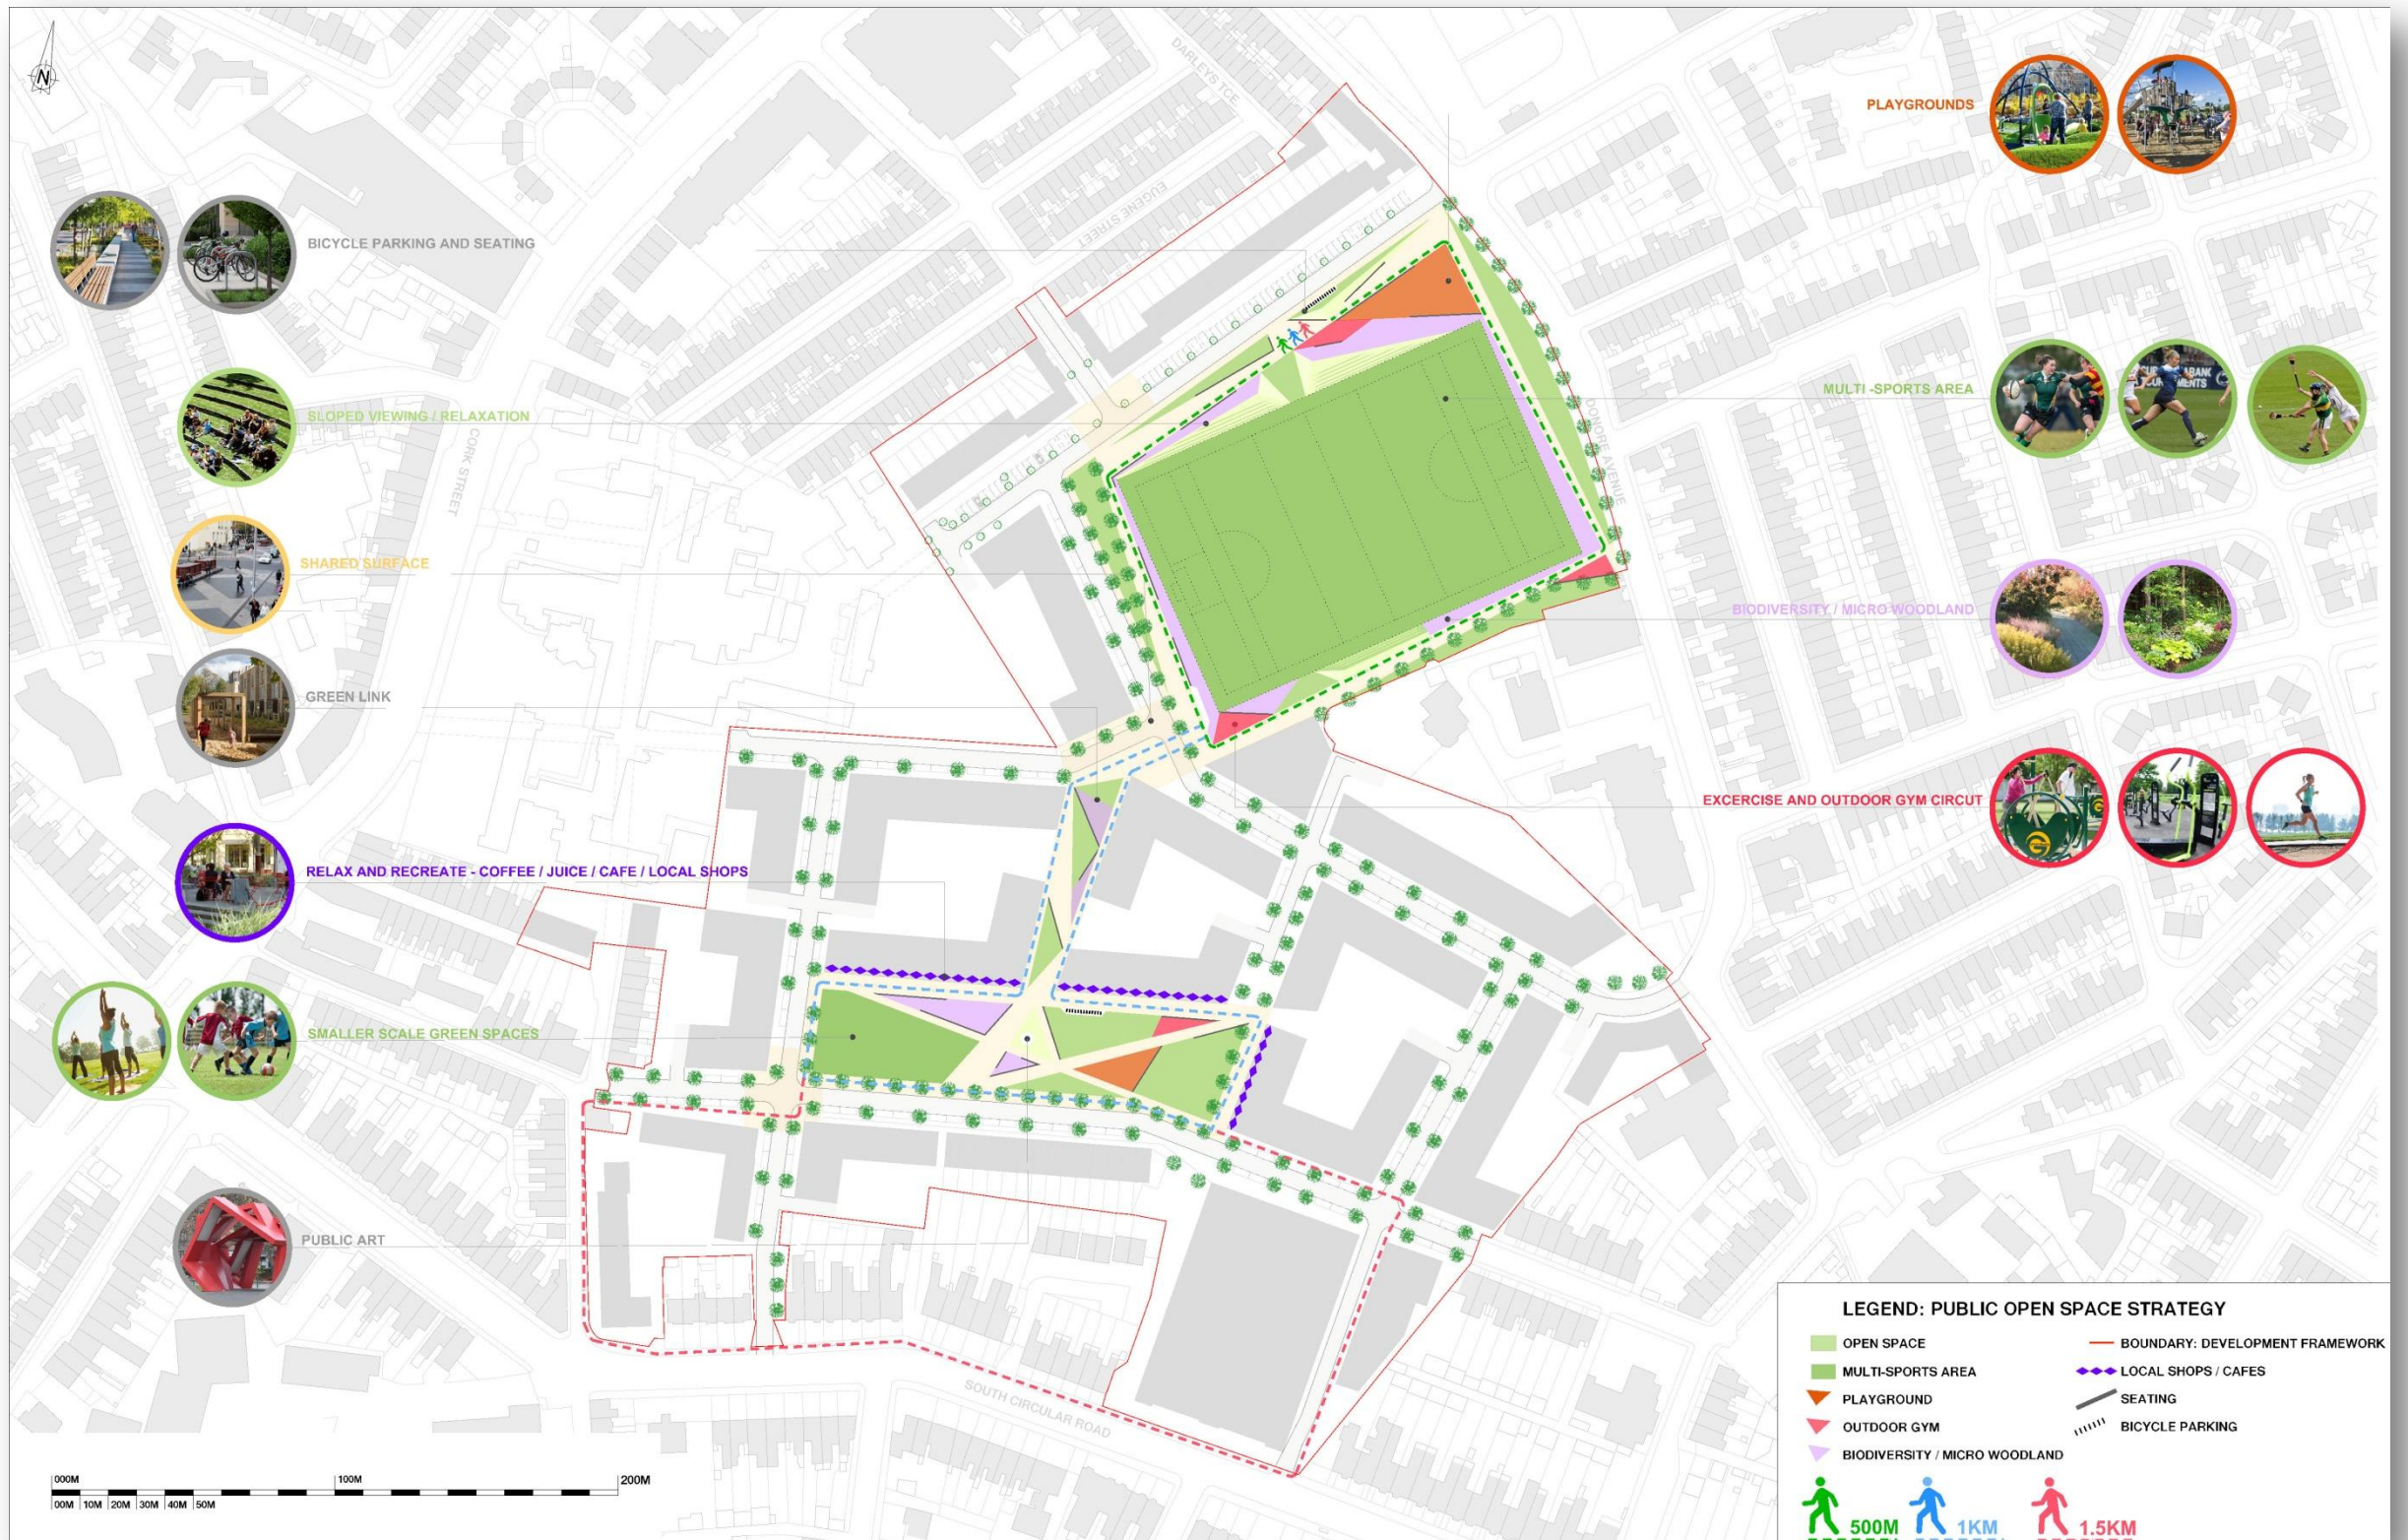 N
DARLEYS TCE
EUGENE STREET
CORK STREET
DONORE AVENUE
SOUTH CIRCULAR ROAD
BICYCLE PARKING AND SEATING
SLOPED VIEWING / RELAXATION
SHARED SURFACE
GREEN LINK
RELAX AND RECREATE - COFFEE / JUICE / CAFE / LOCAL SHOPS
SMALLER SCALE GREEN SPACES
PUBLIC ART
PLAYGROUNDS
MULTI -SPORTS AREA
BIODIVERSITY / MICRO WOODLAND
EXCERCISE AND OUTDOOR GYM CIRCUT
000M 100M 200M
00M 10M 20M 30M 40M 50M
LEGEND: PUBLIC OPEN SPACE STRATEGY
OPEN SPACE
MULTI-SPORTS AREA
PLAYGROUND
OUTDOOR GYM
BIODIVERSITY / MICRO WOODLAND
BOUNDARY: DEVELOPMENT FRAMEWORK
LOCAL SHOPS / CAFES
SEATING
BICYCLE PARKING
500M 1KM 1.5KM